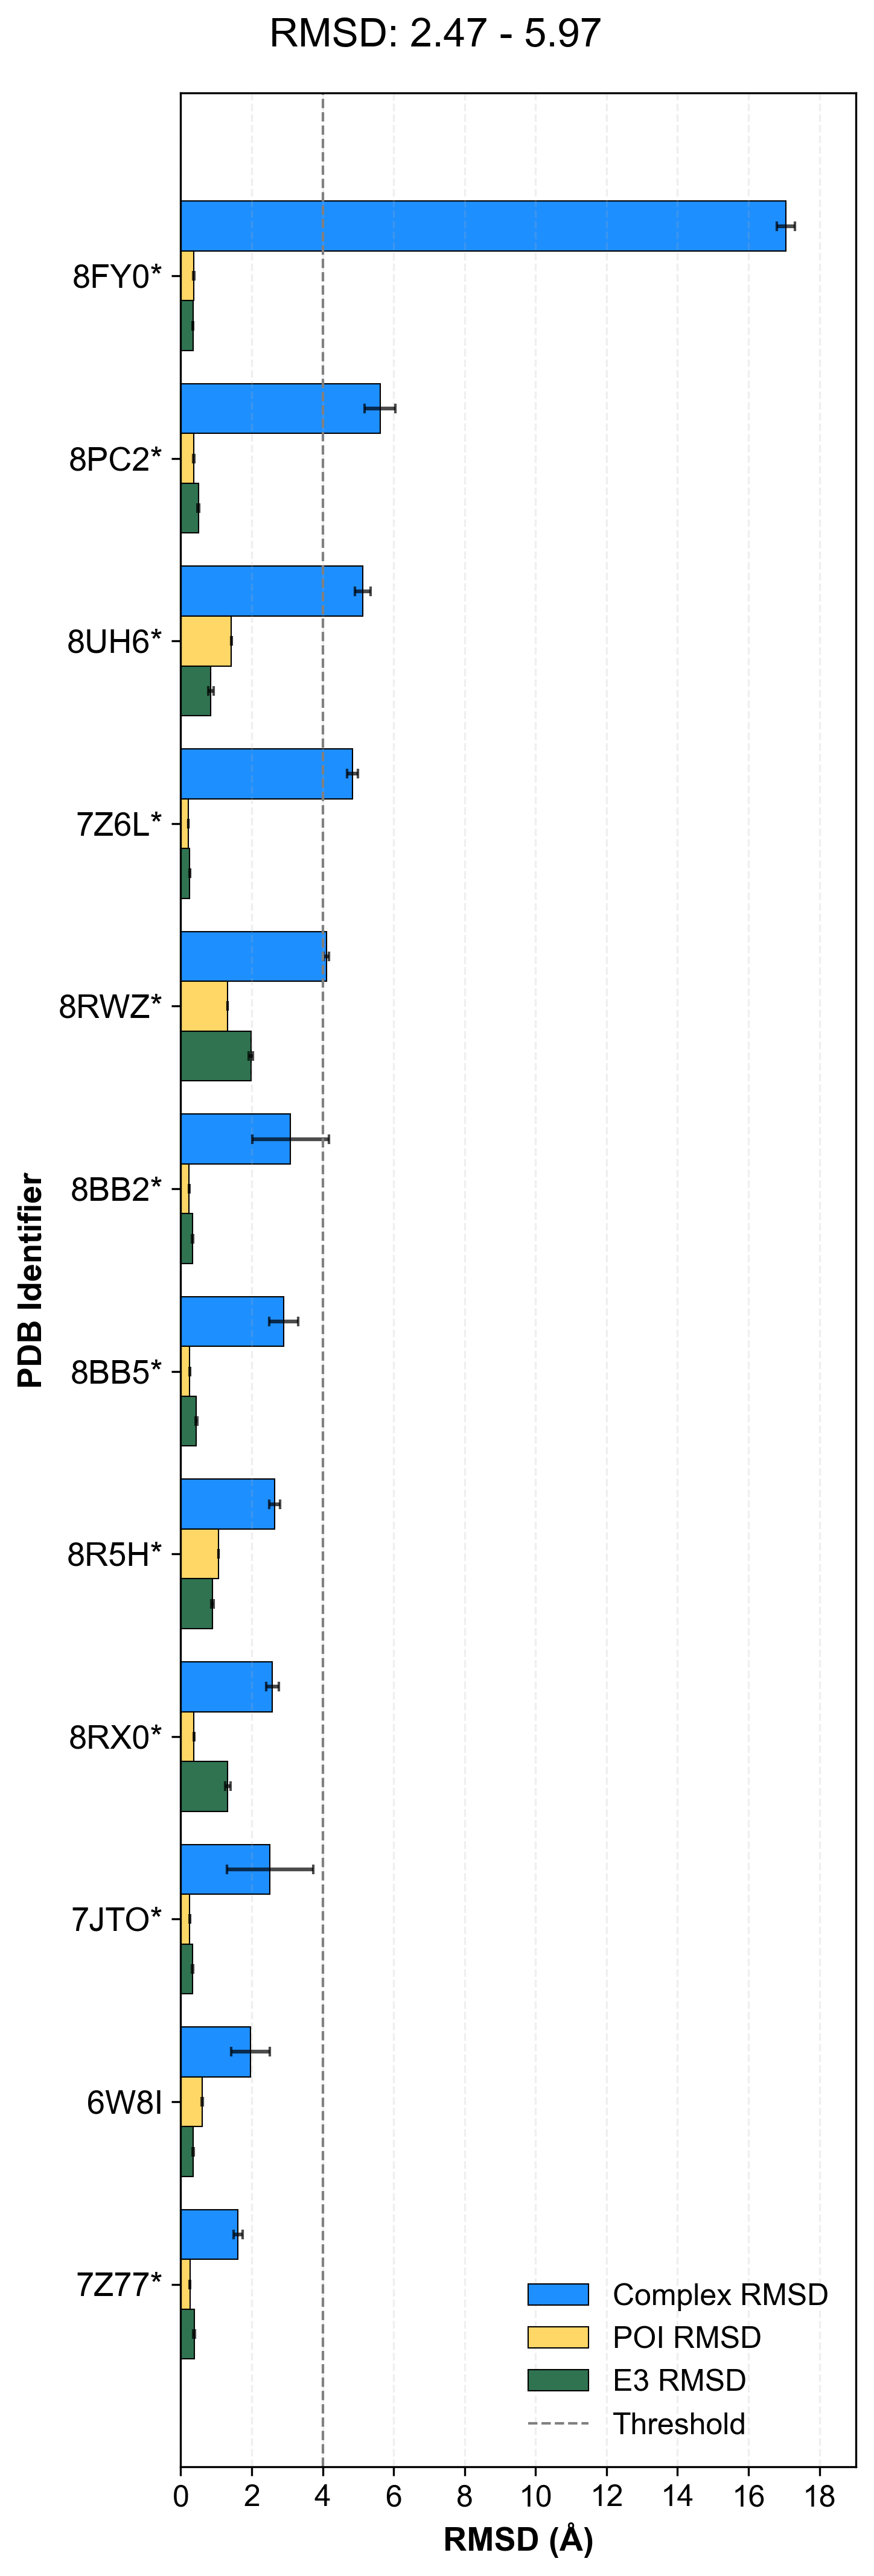 RMSD: 2.47 - 5.97
8FY0*
8PC2*
8UH6*
7Z6L*
8RWZ*
8BB2*
8BB5*
8R5H*
8RX0*
7JTO*
6W8I
7Z77*
PDB Identifier
Complex RMSD
POI RMSD
E3 RMSD
Threshold
0 2 4 6 8 10 12 14 16 18
RMSD (Å)